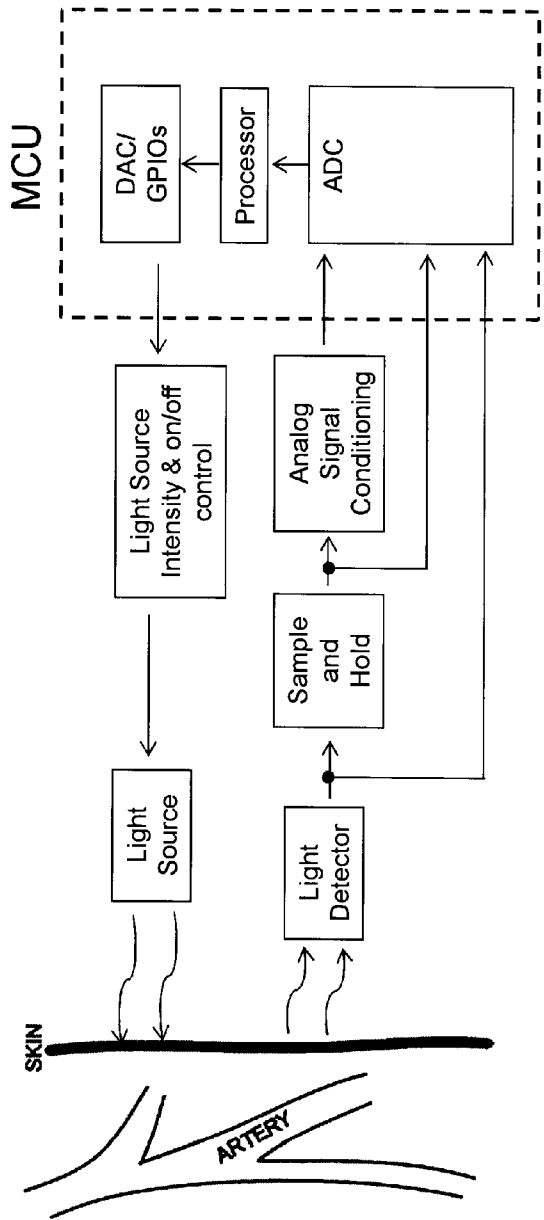 MCU
SKIN
ARTERY
Light
Source
Light Source
Intensity & on/off
control
DAC/
GPIOs
Processor
ADC
Light
Detector
Sample
and
Hold
Analog
Signal
Conditioning